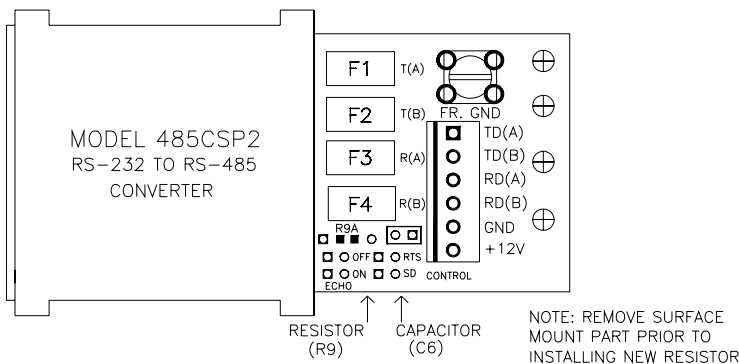 MODEL 485CSP2
RS-232 TO RS-485
CONVERTER
F1 T(A)
F2 T(B)
F3 R(A)
F4 R(B)
FR. GND
TD(A)
TD(B)
RD(A)
RD(B)
GND
+12V
R9A
OFF RTS
ON SD
ECHO
CONTROL
RESISTOR
(R9)
CAPACITOR
(C6)
NOTE: REMOVE SURFACE
MOUNT PART PRIOR TO
INSTALLING NEW RESISTOR